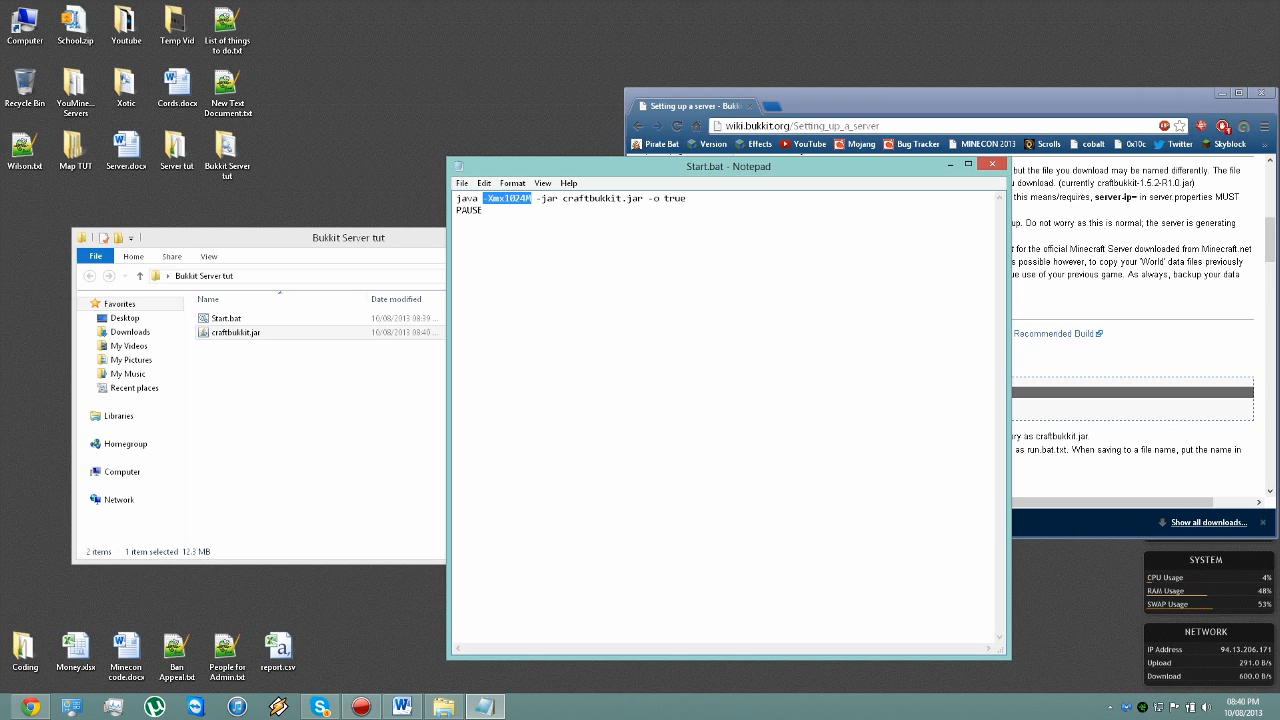 Computer
School.zip
Youtube
Temp Vid
List of things to do.txt
Recycle Bin
YouMine... Servers
Xotic
Cords.docx
New Text Document.txt
Wilson.txt
Map TUT
Server.docx
Server tut
Bukkit Server tut
Setting up a server - Bukk
wiki.bukkit.org/Setting_up_a_server
Pirate Bat
Version
Effects
YouTube
Mojang
Bug Tracker
MINECON 2013
Scrolls
cobalt
0x10c
Twitter
Skyblock
but the file you download may be named differently. The file
u download. (currently craftbukkit-1.5.2-R1.0.jar)
this means/requires, server-ip= in server.properties MUST
up. Do not worry as this is normal; the server is generating
t for the official Minecraft Server downloaded from Minecraft.net
s possible however, to copy your 'World' data files previously
ue use of your previous game. As always, backup your data
Recommended Build
ry as craftbukkit.jar.
as run.bat.txt. When saving to a file name, put the name in
Show all downloads...
Start.bat - Notepad
File Edit Format View Help
java -Xmx1024M -jar craftbukkit.jar -o true
PAUSE
Bukkit Server tut
File Home Share View
Bukkit Server tut
Name Date modified
Start.bat 10/08/2013 08:39 ...
craftbukkit.jar 10/08/2013 08:40 ...
Favorites
Desktop
Downloads
My Videos
My Pictures
My Music
Recent places
Libraries
Homegroup
Computer
Network
2 items 1 item selected 12.3 MB
SYSTEM
CPU Usage 4%
RAM Usage 48%
SWAP Usage 53%
NETWORK
IP Address 94.13.206.171
Upload 291.0 B/s
Download 600.0 B/s
Coding
Money.xlsx
Minecon code.docx
Ban Appeal.txt
People for Admin.txt
report.csv
08:40 PM
10/08/2013